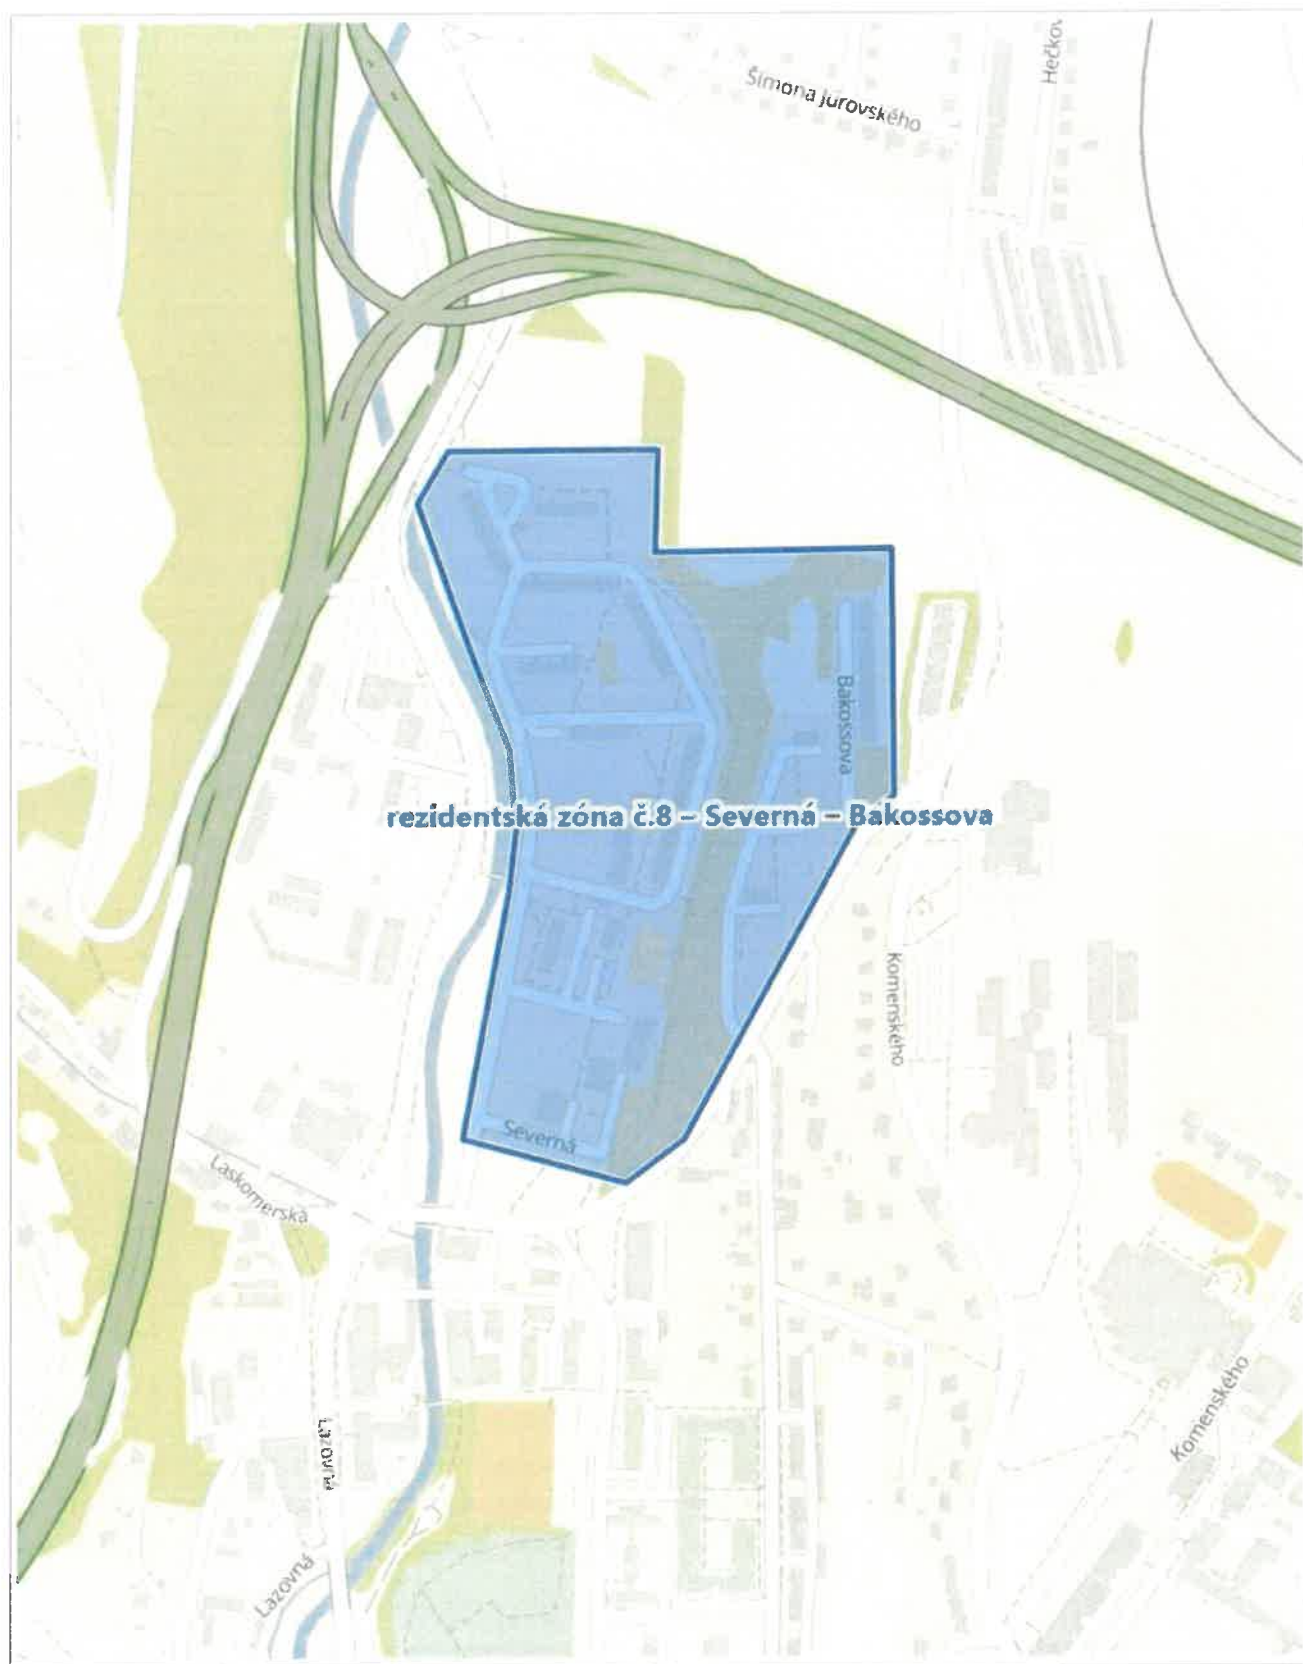 Hečkov
Šimona Jurovského
Bakossova
rezidentská zóna č.8 – Severná – Bakossova
Komenského
Severná
Laskomerská
Komenského
Lazovná
Lazovná